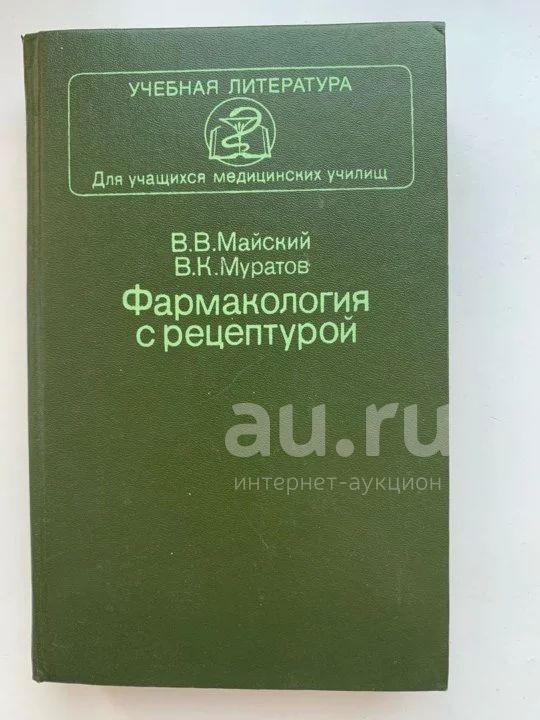 УЧЕБНАЯ ЛИТЕРАТУРА
Для учащихся медицинских училищ
В.В.Майский
В.К.Муратов
Фармакология
с рецептурой
au.ru
интернет-аукцион